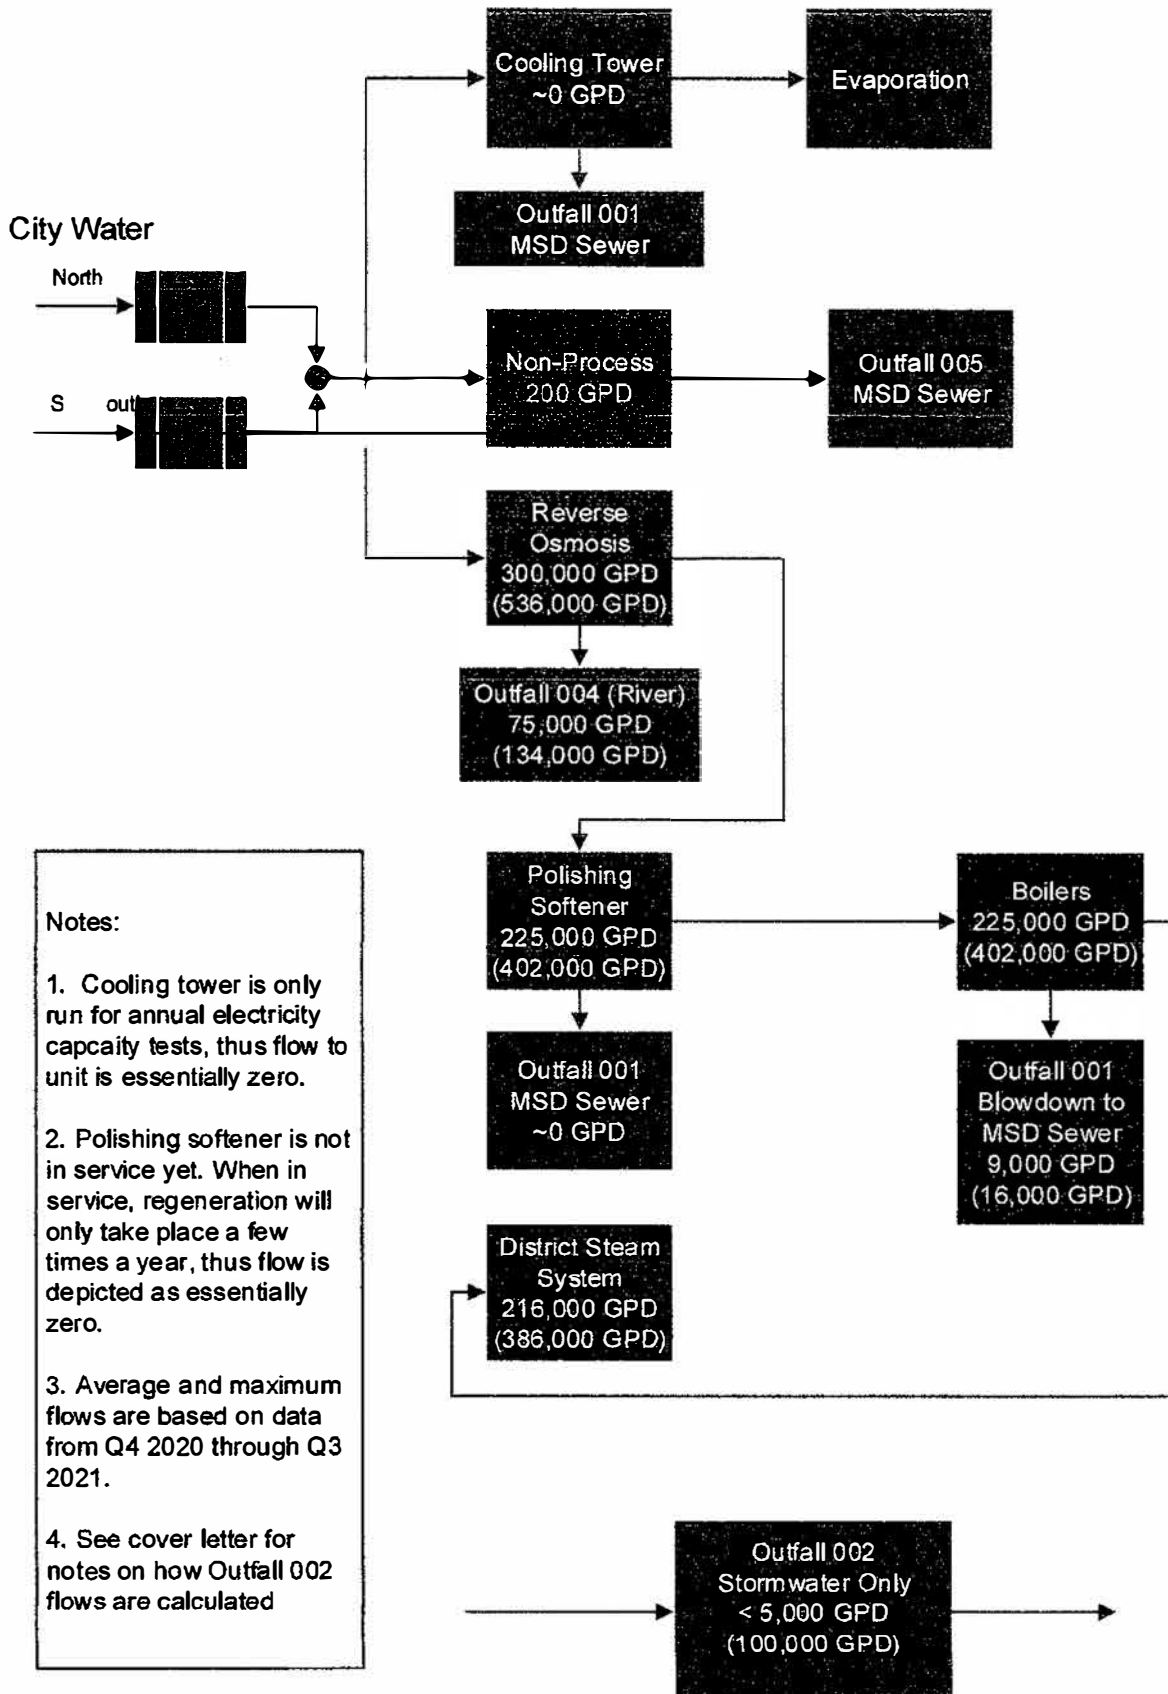 Cooling Tower
~0 GPD
Evaporation
Outfall 001
MSD Sewer
City Water
North
Non-Process
200 GPD
Outfall 005
MSD Sewer
S out
Reverse
Osmosis
300,000 GPD
(536,000 GPD)
Outfall 004 (River)
75,000 GPD
(134,000 GPD)
Polishing
Softener
225,000 GPD
(402,000 GPD)
Boilers
225,000 GPD
(402,000 GPD)
Outfall 001
MSD Sewer
~0 GPD
Outfall 001
Blowdown to
MSD Sewer
9,000 GPD
(16,000 GPD)
District Steam
System
216,000 GPD
(386,000 GPD)
Notes:
1. Cooling tower is only
run for annual electricity
capcaity tests, thus flow to
unit is essentially zero.
2. Polishing softener is not
in service yet. When in
service, regeneration will
only take place a few
times a year, thus flow is
depicted as essentially
zero.
3. Average and maximum
flows are based on data
from Q4 2020 through Q3
2021.
4. See cover letter for
notes on how Outfall 002
flows are calculated
Outfall 002
Stormwater Only
< 5,000 GPD
(100,000 GPD)